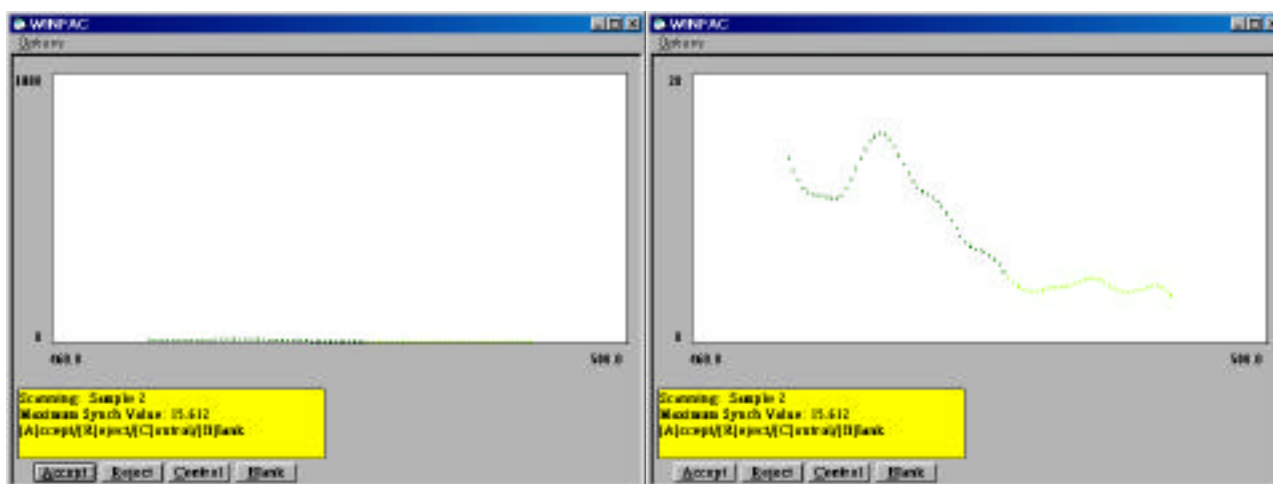 WINPAC
Options
1000
0
460.0
500.0
Scanning: Sample 2
Maximum Synch Value: 15.612
[A]ccept/[R]eject/[C]ontrol/[B]lank
Accept Reject Control Blank
WINPAC
Options
20
0
460.0
500.0
Scanning: Sample 2
Maximum Synch Value: 15.612
[A]ccept/[R]eject/[C]ontrol/[B]lank
Accept Reject Control Blank